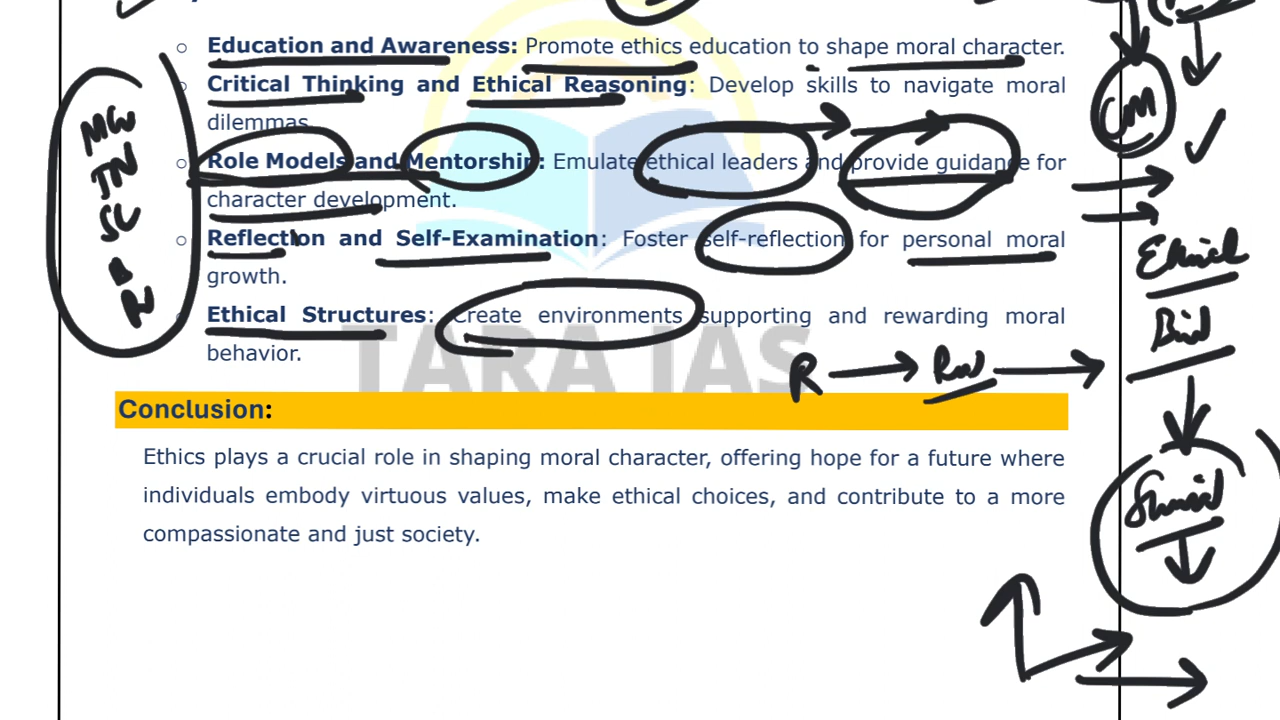 ○ Education and Awareness: Promote ethics education to shape moral character.
○ Critical Thinking and Ethical Reasoning: Develop skills to navigate moral
dilemmas.
○ Role Models and Mentorship: Emulate ethical leaders and provide guidance for
character development.
○ Reflection and Self-Examination: Foster self-reflection for personal moral
growth.
○ Ethical Structures: Create environments supporting and rewarding moral
behavior.
TARA IAS
Conclusion:
Ethics plays a crucial role in shaping moral character, offering hope for a future where
individuals embody virtuous values, make ethical choices, and contribute to a more
compassionate and just society.
CM
MW
SC
Ethical
R